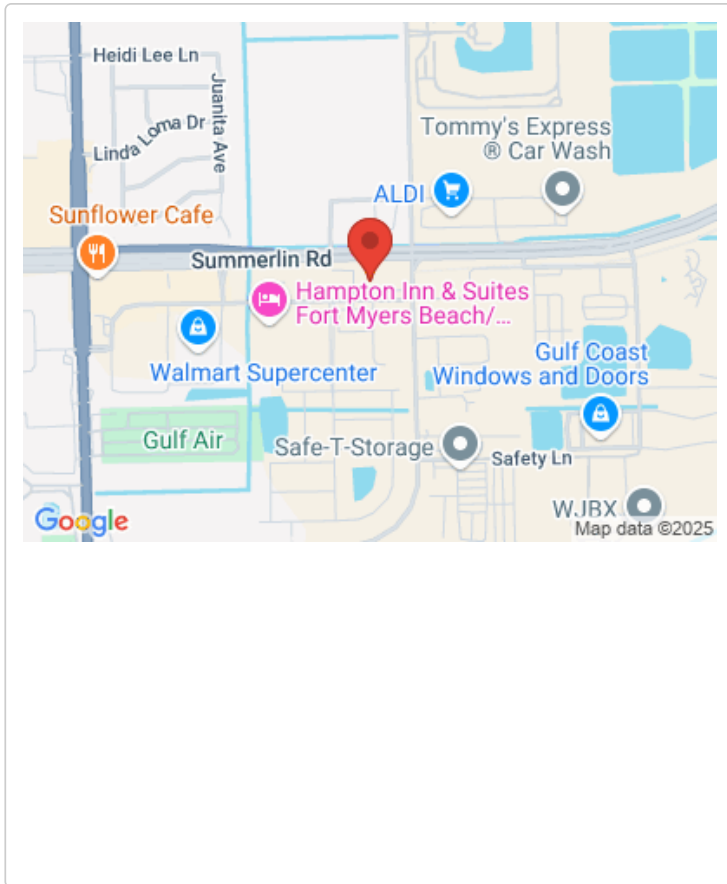 Heidi Lee Ln
Juanita Ave
Linda Loma Dr
Tommy's Express
® Car Wash
ALDI
Sunflower Cafe
Summerlin Rd
Hampton Inn & Suites
Fort Myers Beach/...
Walmart Supercenter
Gulf Coast
Windows and Doors
Gulf Air
Safe-T-Storage
Safety Ln
WJBX
Google
Map data ©2025